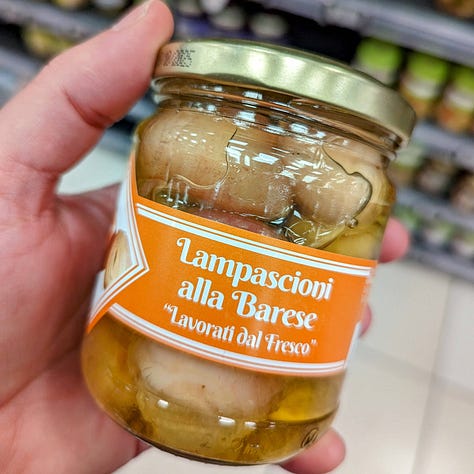 Lampascioni
alla Barese
“Lavorati dal Fresco”